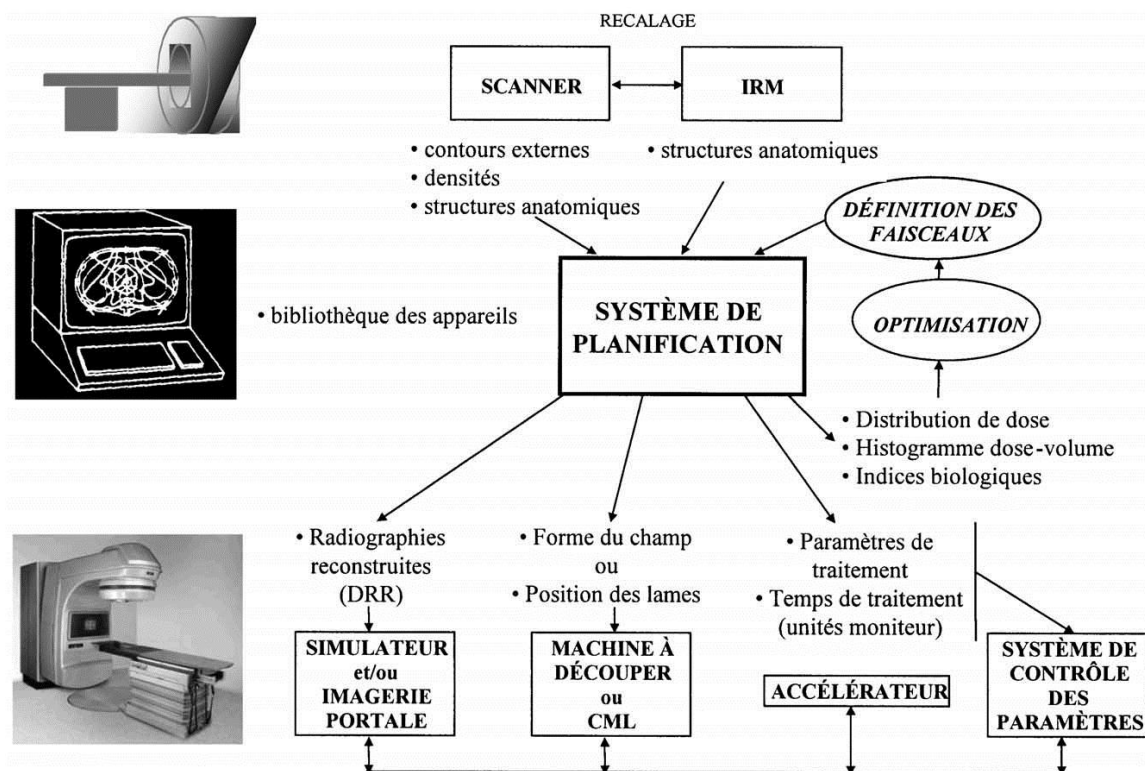 RECALAGE
SCANNER
IRM
• contours externes
• densités
• structures anatomiques
• structures anatomiques
DÉFINITION DES
FAISCEAUX
OPTIMISATION
• bibliothèque des appareils
SYSTÈME DE
PLANIFICATION
• Distribution de dose
• Histogramme dose-volume
• Indices biologiques
• Radiographies
reconstruites
(DRR)
• Forme du champ
ou
• Position des lames
• Paramètres de
traitement
• Temps de traitement
(unités moniteur)
SIMULATEUR
et/ou
IMAGERIE
PORTALE
MACHINE À
DÉCOUPER
ou
CML
ACCÉLÉRATEUR
SYSTÈME DE
CONTRÔLE
DES
PARAMÈTRES